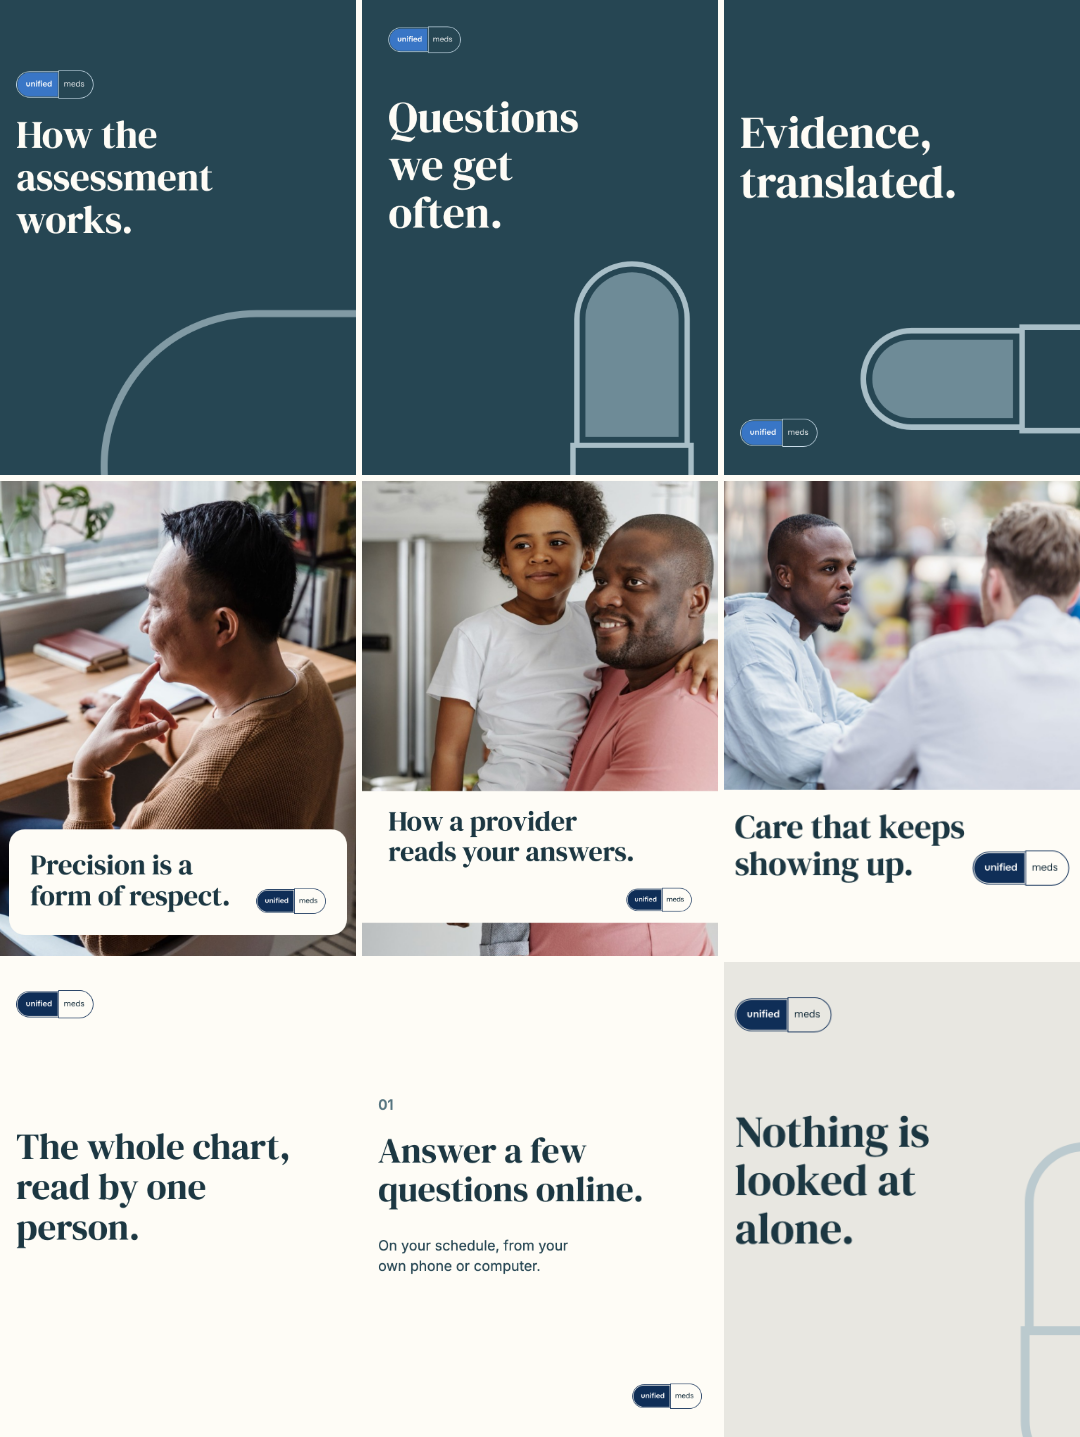 unified meds
How the
assessment
works.
unified meds
Questions
we get
often.
Evidence,
translated.
unified meds
Precision is a
form of respect.
unified meds
How a provider
reads your answers.
unified meds
Care that keeps
showing up.
unified meds
unified meds
The whole chart,
read by one
person.
01
Answer a few
questions online.
On your schedule, from your
own phone or computer.
unified meds
unified meds
Nothing is
looked at
alone.